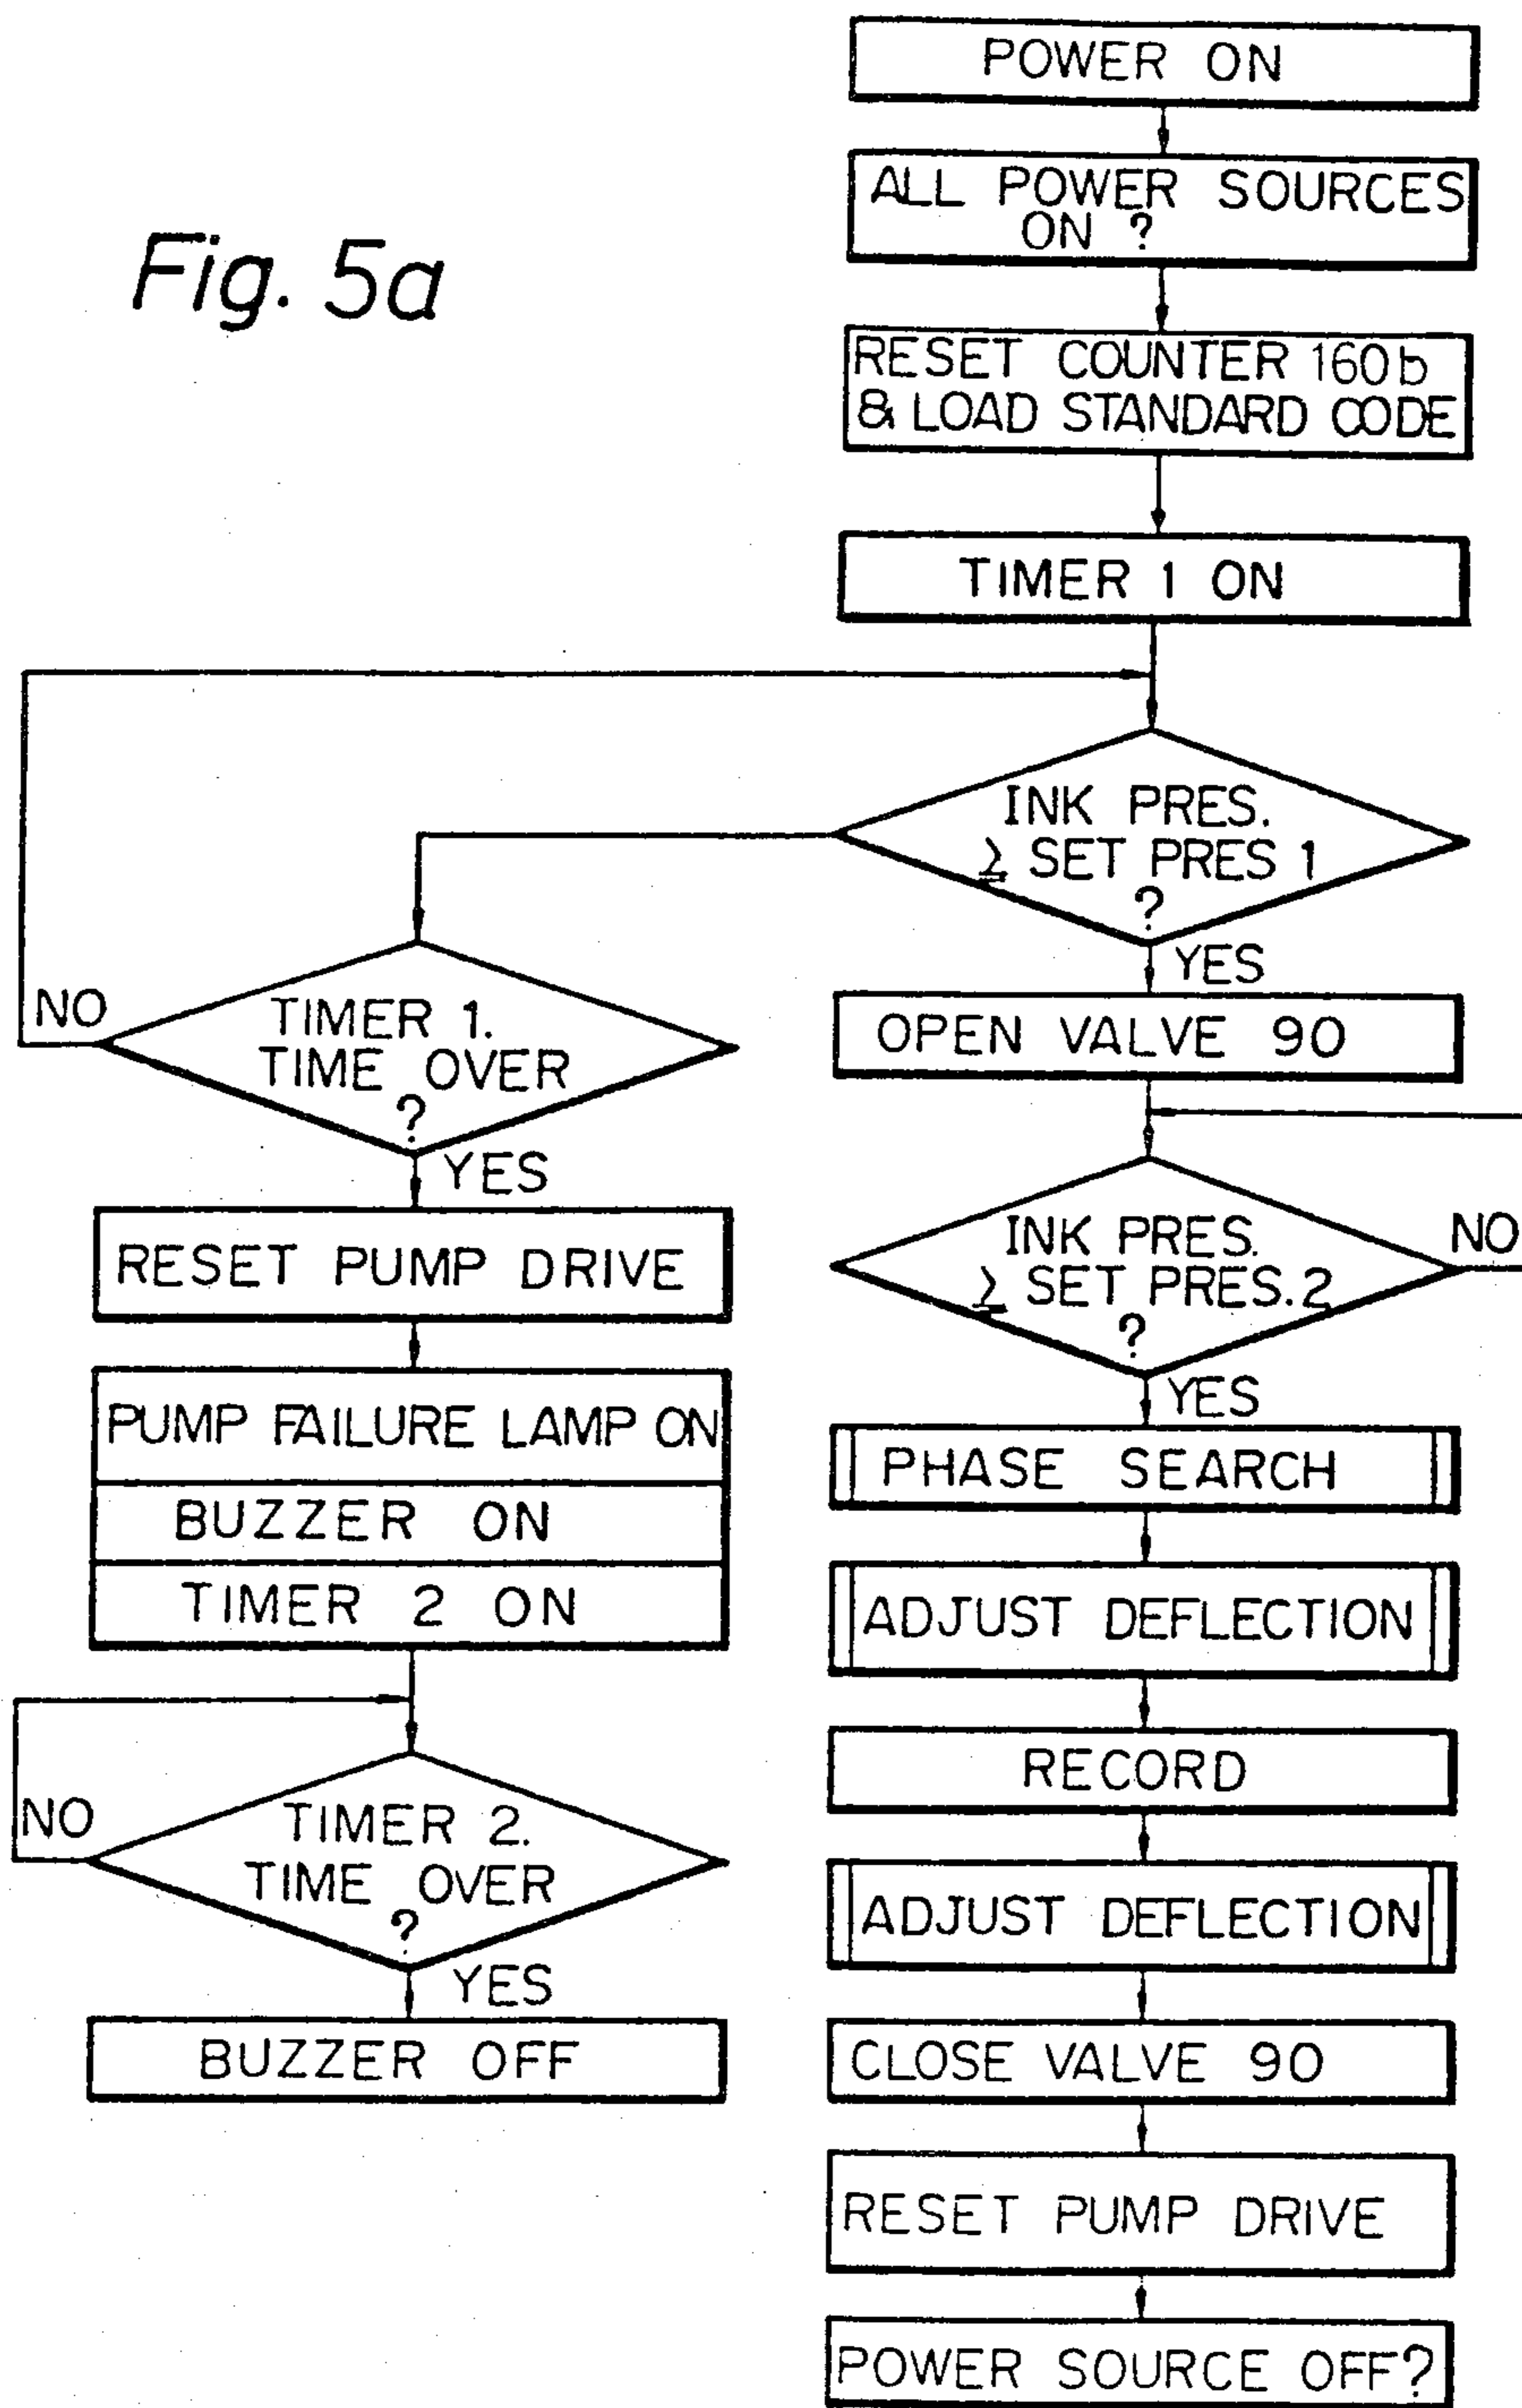 Fig. 5a
POWER ON
ALL POWER SOURCES
ON ?
RESET COUNTER 160b
& LOAD STANDARD CODE
TIMER 1 ON
INK PRES.
≧ SET PRES 1
?
YES
OPEN VALVE 90
INK PRES.
≧ SET PRES.2
?
NO
YES
PHASE SEARCH
ADJUST DEFLECTION
RECORD
ADJUST DEFLECTION
CLOSE VALVE 90
RESET PUMP DRIVE
POWER SOURCE OFF?
TIMER 1.
TIME OVER
?
NO
YES
RESET PUMP DRIVE
PUMP FAILURE LAMP ON
BUZZER ON
TIMER 2 ON
TIMER 2.
TIME OVER
?
NO
YES
BUZZER OFF